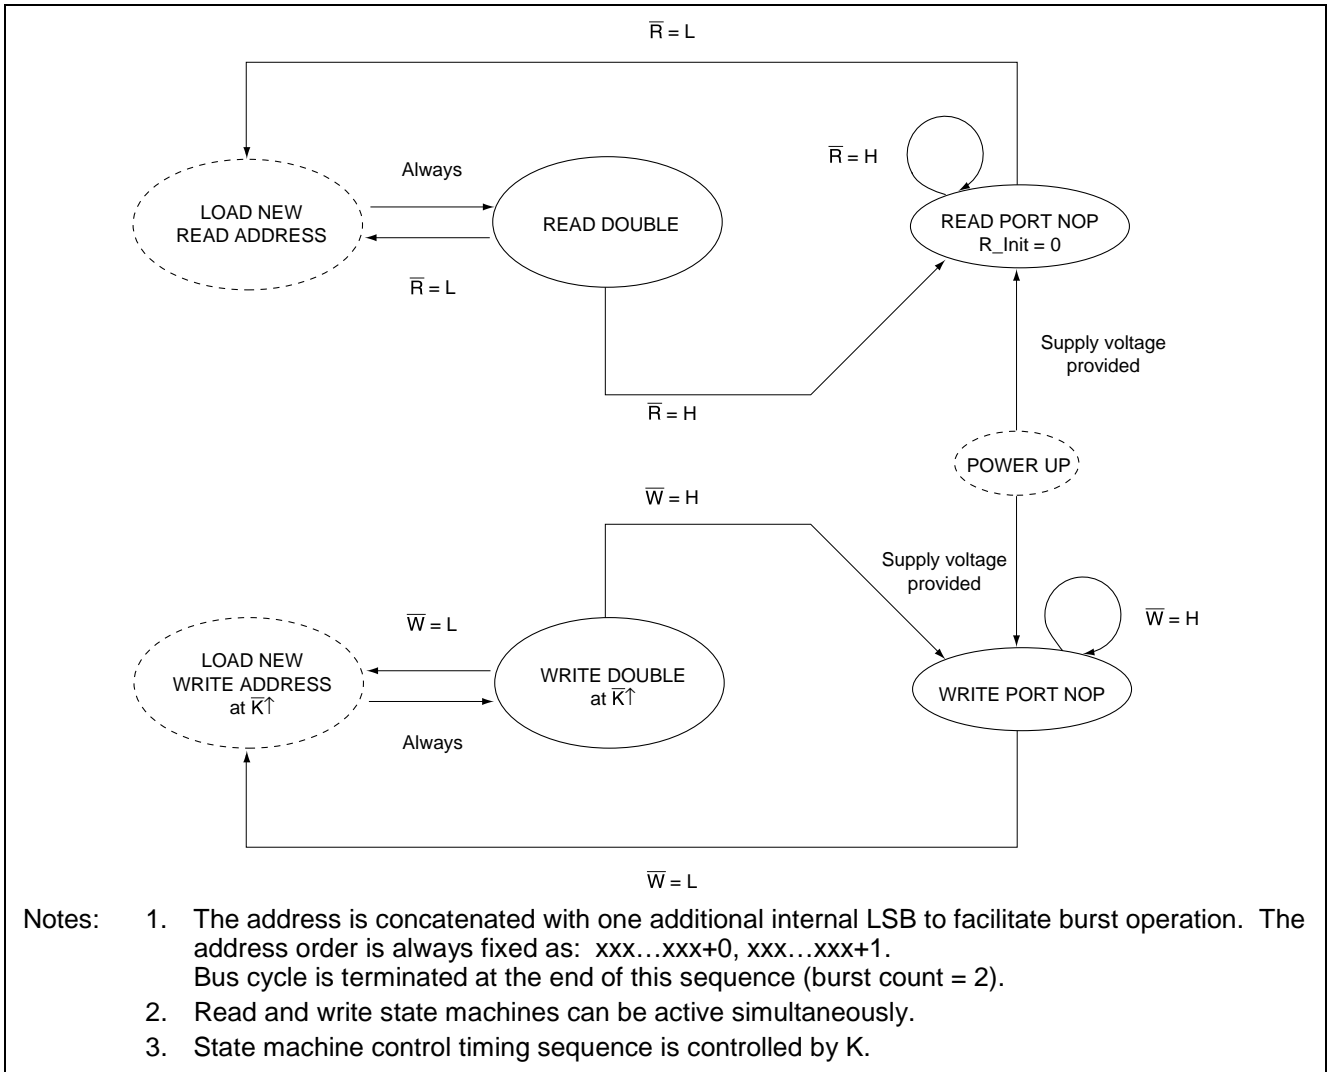 R̅ = L
Always
R̅ = H
LOAD NEW
READ ADDRESS
READ DOUBLE
READ PORT NOP
R_Init = 0
R̅ = L
Supply voltage
provided
R̅ = H
POWER UP
W̅ = H
Supply voltage
provided
W̅ = L
W̅ = H
LOAD NEW
WRITE ADDRESS
at K̅↑
WRITE DOUBLE
at K̅↑
WRITE PORT NOP
Always
W̅ = L
Notes: 1. The address is concatenated with one additional internal LSB to facilitate burst operation. The
address order is always fixed as: xxx...xxx+0, xxx...xxx+1.
Bus cycle is terminated at the end of this sequence (burst count = 2).
2. Read and write state machines can be active simultaneously.
3. State machine control timing sequence is controlled by K.